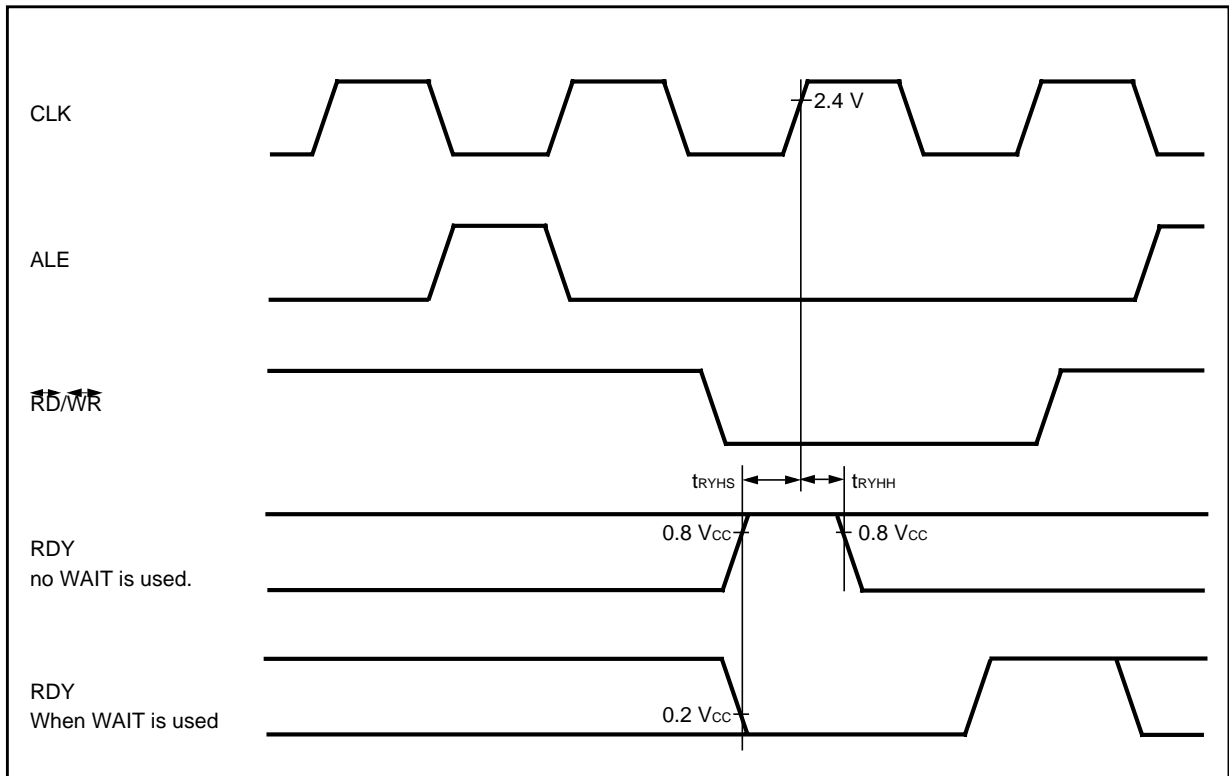 CLK
2.4 V
ALE
RD/WR
tRYHS
tRYHH
0.8 VCC
0.8 VCC
RDY
no WAIT is used.
RDY
When WAIT is used
0.2 VCC